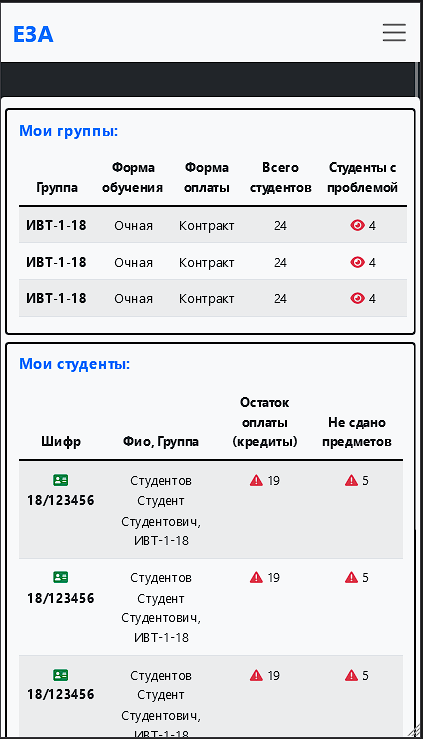 ЕЗА
Мои группы:
Группа Форма обучения Форма оплаты Всего студентов Студенты с проблемой
ИВТ-1-18 Очная Контракт 24 4
ИВТ-1-18 Очная Контракт 24 4
ИВТ-1-18 Очная Контракт 24 4
Мои студенты:
Шифр Фио, Группа Остаток оплаты (кредиты) Не сдано предметов
18/123456 Студентов Студент Студентович, ИВТ-1-18 19 5
18/123456 Студентов Студент Студентович, ИВТ-1-18 19 5
18/123456 Студентов Студент Студентович, ИВТ-1-18 19 5